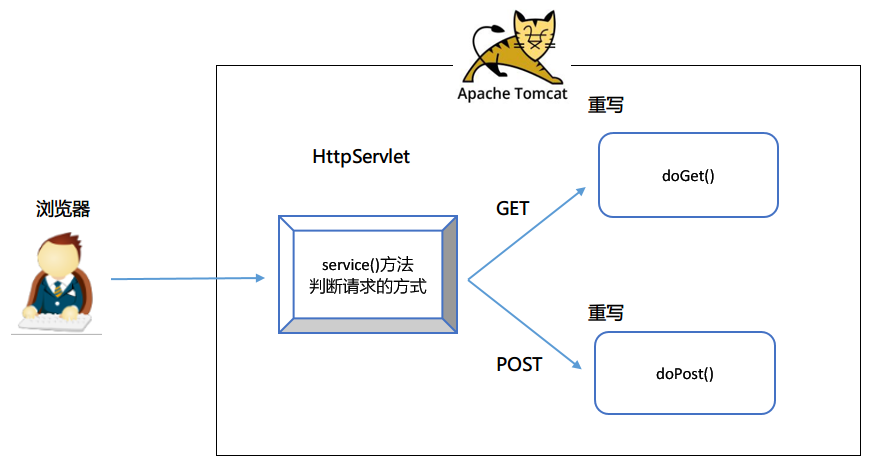 Apache Tomcat
重写
HttpServlet
doGet()
浏览器
GET
service()方法
判断请求的方式
重写
POST
doPost()